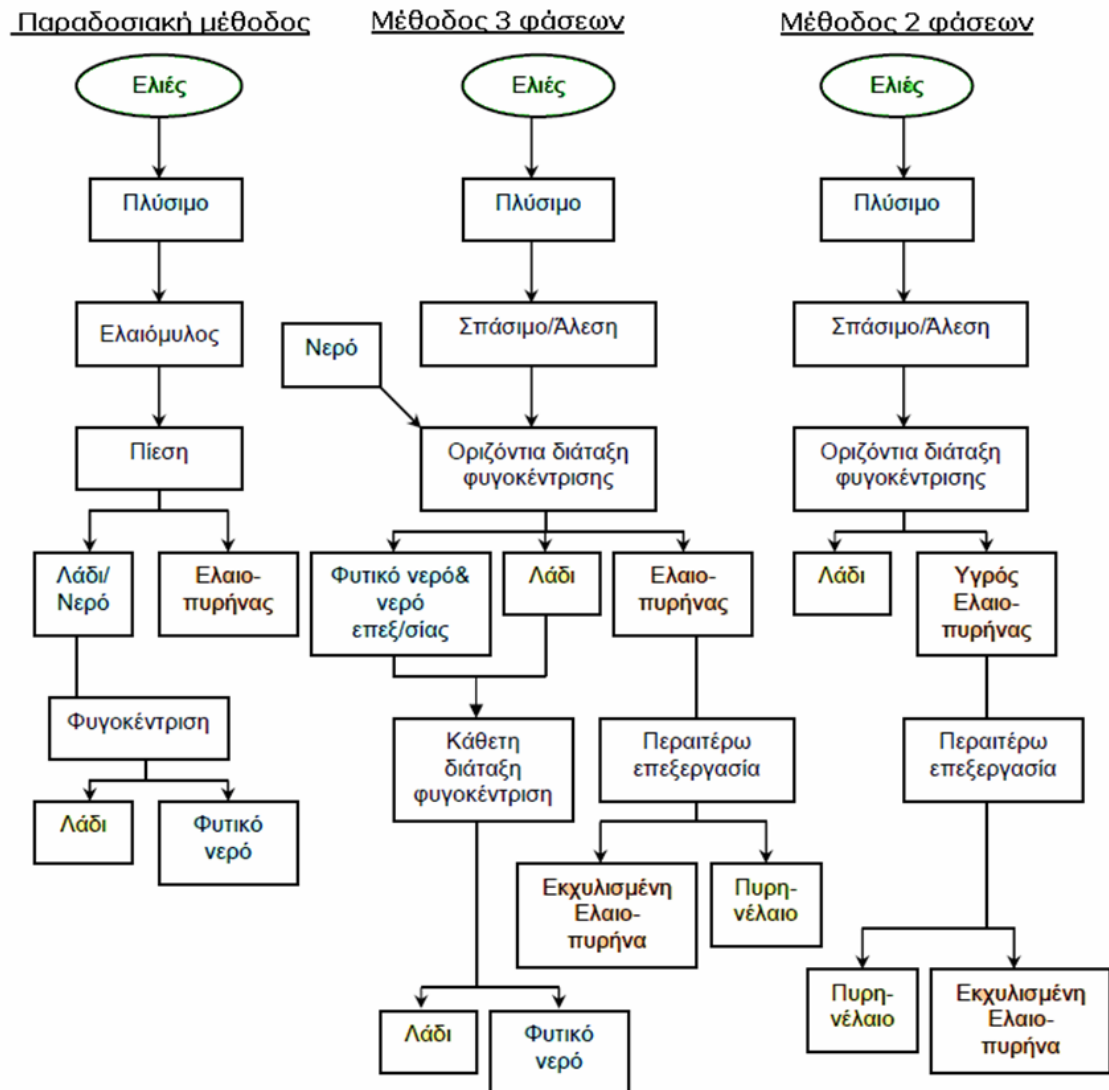 Παραδοσιακή μέθοδος
Ελιές
Πλύσιμο
Ελαιόμυλος
Πίεση
Λάδι/
Νερό
Ελαιο-
πυρήνας
Φυγοκέντριση
Λάδι
Φυτικό
νερό
Μέθοδος 3 φάσεων
Ελιές
Πλύσιμο
Σπάσιμο/Άλεση
Νερό
Οριζόντια διάταξη
φυγοκέντρισης
Φυτικό νερό&
νερό
επεξ/σίας
Λάδι
Ελαιο-
πυρήνας
Κάθετη
διάταξη
φυγοκέντριση
Περαιτέρω
επεξεργασία
Εκχυλισμένη
Ελαιο-
πυρήνα
Πυρη-
νέλαιο
Λάδι
Φυτικό
νερό
Μέθοδος 2 φάσεων
Ελιές
Πλύσιμο
Σπάσιμο/Άλεση
Οριζόντια διάταξη
φυγοκέντρισης
Λάδι
Υγρός
Ελαιο-
πυρήνας
Περαιτέρω
επεξεργασία
Πυρη-
νέλαιο
Εκχυλισμένη
Ελαιο-
πυρήνα